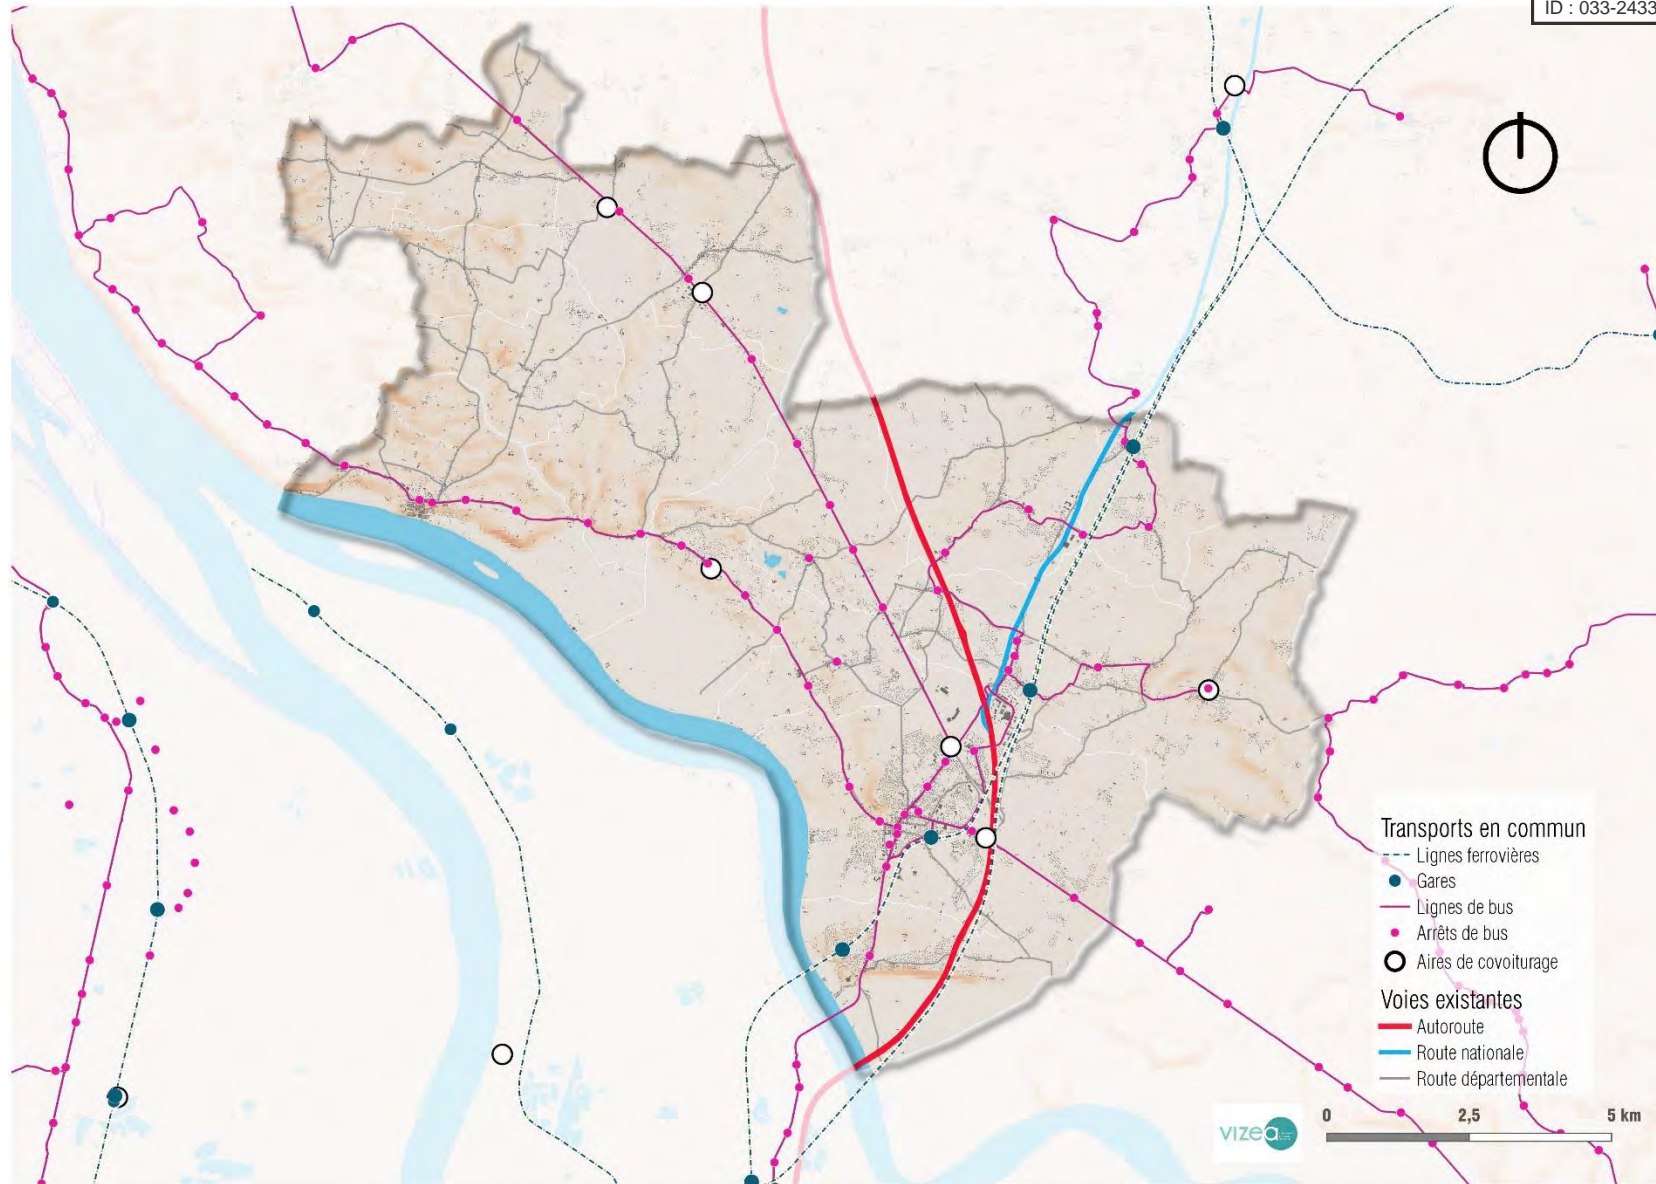 ID : 033-2433
Transports en commun
Lignes ferrovières
Gares
Lignes de bus
Arrêts de bus
Aires de covoiturage
Voies existantes
Autoroute
Route nationale
Route départementale
0 2,5 5 km
vizea